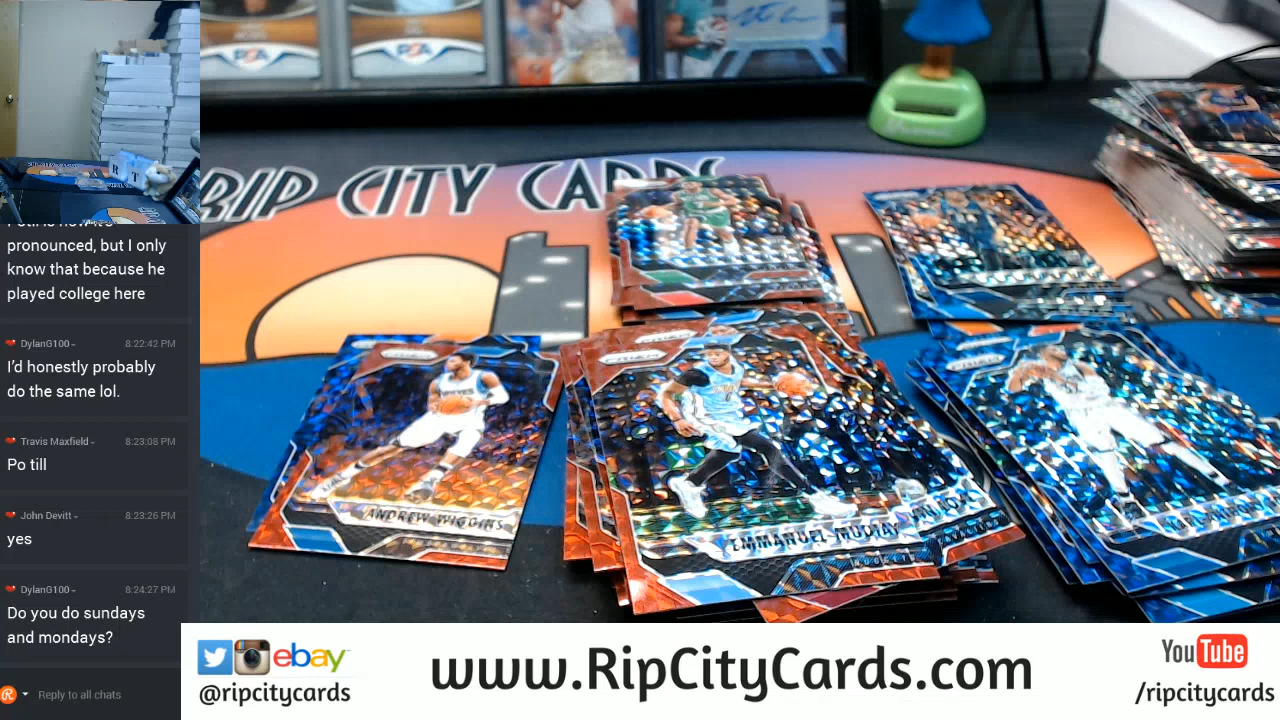 pronounced, but I only
know that because he
played college here
DylanG100
8:22:42 PM
I'd honestly probably
do the same lol.
Travis Maxfield
8:23:08 PM
Po till
John Devitt
8:23:26 PM
yes
DylanG100
8:24:27 PM
Do you do sundays
and mondays?
Reply to all chats
RIP CITY CARDS
PRIZM
ANDREW WIGGINS
PRIZM
EMMANUEL MUDIAY
ebay
@ripcitycards
www.RipCityCards.com
YouTube
/ripcitycards